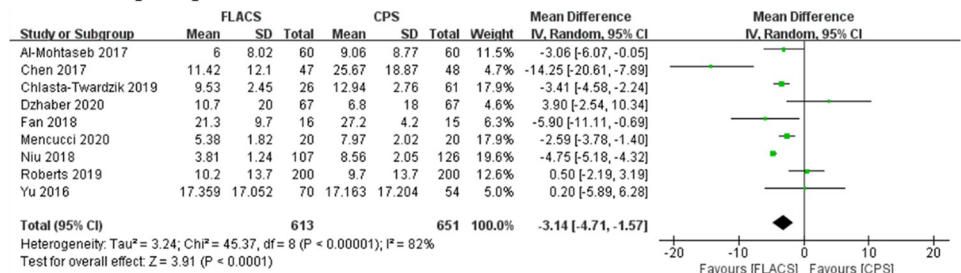 FLACS CPS Mean Difference Mean Difference
Study or Subgroup Mean SD Total Mean SD Total Weight IV, Random, 95% CI IV, Random, 95% CI
Al-Mohtaseb 2017 6 8.02 60 9.06 8.77 60 11.5% -3.06 [-6.07, -0.05]
Chen 2017 11.42 12.1 47 25.67 18.87 48 4.7% -14.25 [-20.61, -7.89]
Chlasta-Twardzik 2019 9.53 2.45 26 12.94 2.76 61 17.9% -3.41 [-4.58, -2.24]
Dzhaber 2020 10.7 20 67 6.8 18 67 4.6% 3.90 [-2.54, 10.34]
Fan 2018 21.3 9.7 16 27.2 4.2 15 6.3% -5.90 [-11.11, -0.69]
Mencucci 2020 5.38 1.82 20 7.97 2.02 20 17.9% -2.59 [-3.78, -1.40]
Niu 2018 3.81 1.24 107 8.56 2.05 126 19.6% -4.75 [-5.18, -4.32]
Roberts 2019 10.2 13.7 200 9.7 13.7 200 12.6% 0.50 [-2.19, 3.19]
Yu 2016 17.359 17.052 70 17.163 17.204 54 5.0% 0.20 [-5.89, 6.28]
Total (95% CI) 613 651 100.0% -3.14 [-4.71, -1.57]
Heterogeneity: Tau² = 3.24; Chi² = 45.37, df = 8 (P < 0.00001); I² = 82%
Test for overall effect: Z = 3.91 (P < 0.0001)
-20 -10 0 10 20
Favours [FLACS] Favours [CPS]